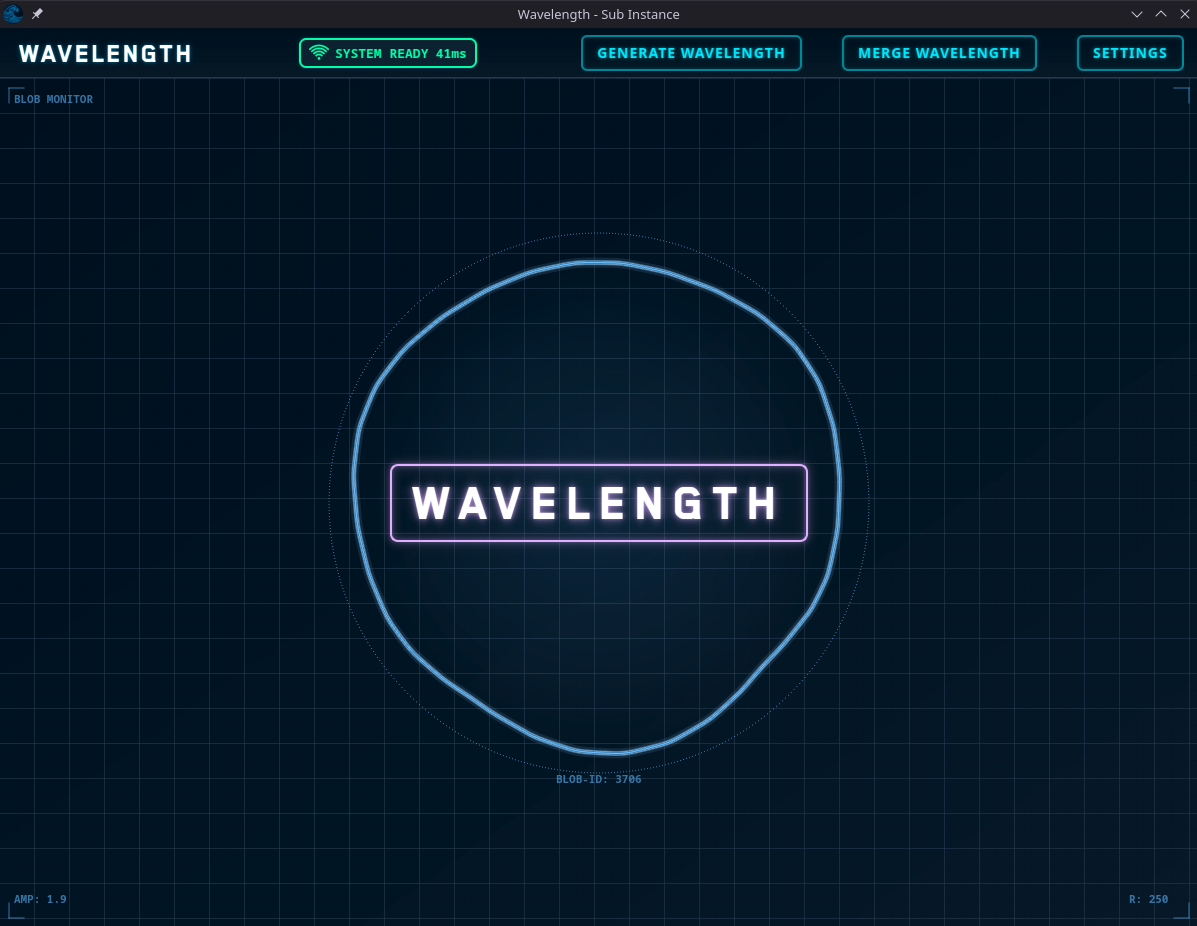 Wavelength - Sub Instance
WAVELENGTH
SYSTEM READY 41ms
GENERATE WAVELENGTH
MERGE WAVELENGTH
SETTINGS
BLOB MONITOR
WAVELENGTH
BLOB-ID: 3706
AMP: 1.9
R: 250